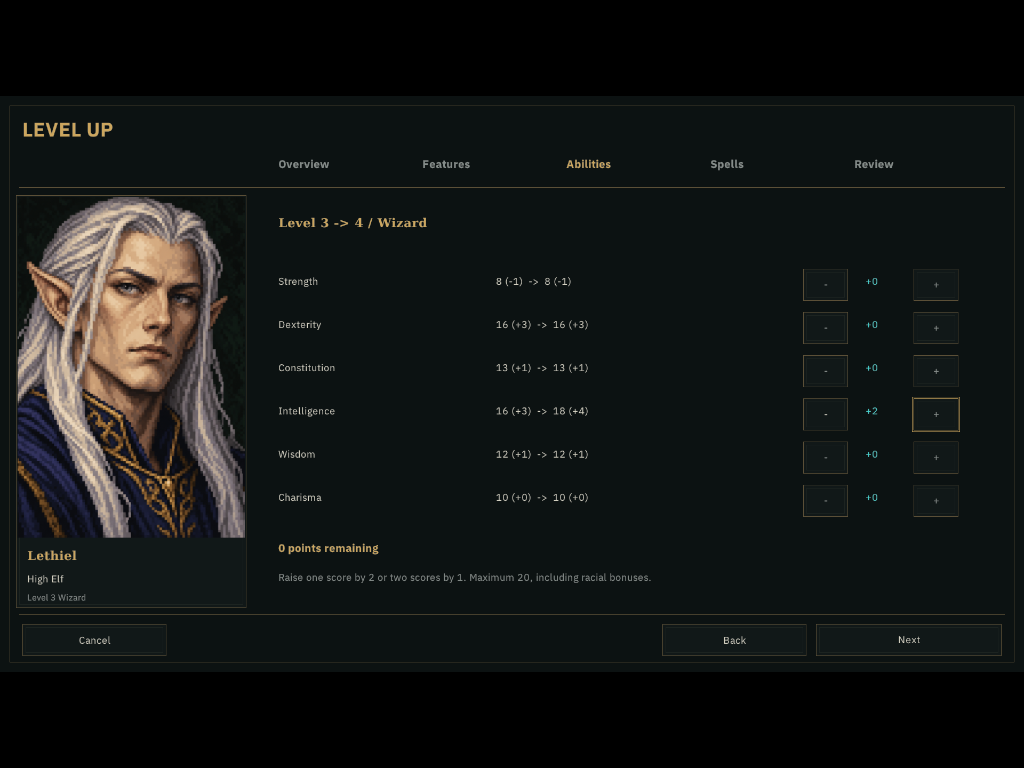 LEVEL UP
Overview Features Abilities Spells Review
Level 3 -> 4 / Wizard
Strength 8 (-1) -> 8 (-1) - +0 +
Dexterity 16 (+3) -> 16 (+3) - +0 +
Constitution 13 (+1) -> 13 (+1) - +0 +
Intelligence 16 (+3) -> 18 (+4) - +2 +
Wisdom 12 (+1) -> 12 (+1) - +0 +
Charisma 10 (+0) -> 10 (+0) - +0 +
0 points remaining
Raise one score by 2 or two scores by 1. Maximum 20, including racial bonuses.
Lethiel
High Elf
Level 3 Wizard
Cancel Back Next